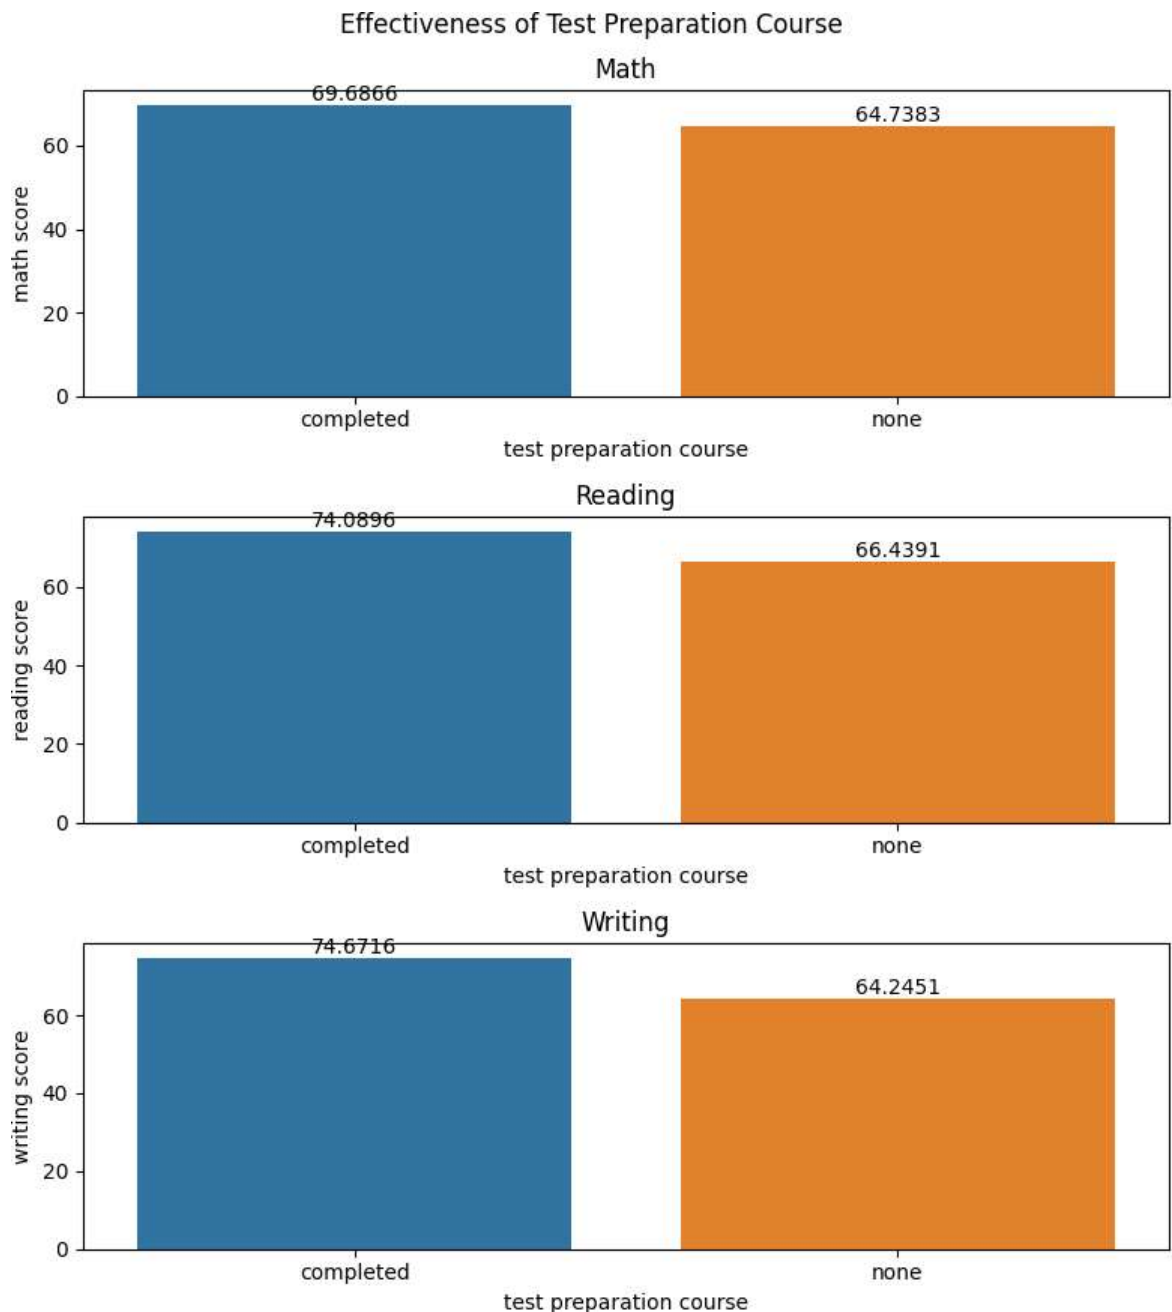 Effectiveness of Test Preparation Course
Math
69.6866
64.7383
60
40
20
0
math score
completed
none
test preparation course
Reading
74.0896
66.4391
60
40
20
0
reading score
completed
none
test preparation course
Writing
74.6716
64.2451
60
40
20
0
writing score
completed
none
test preparation course